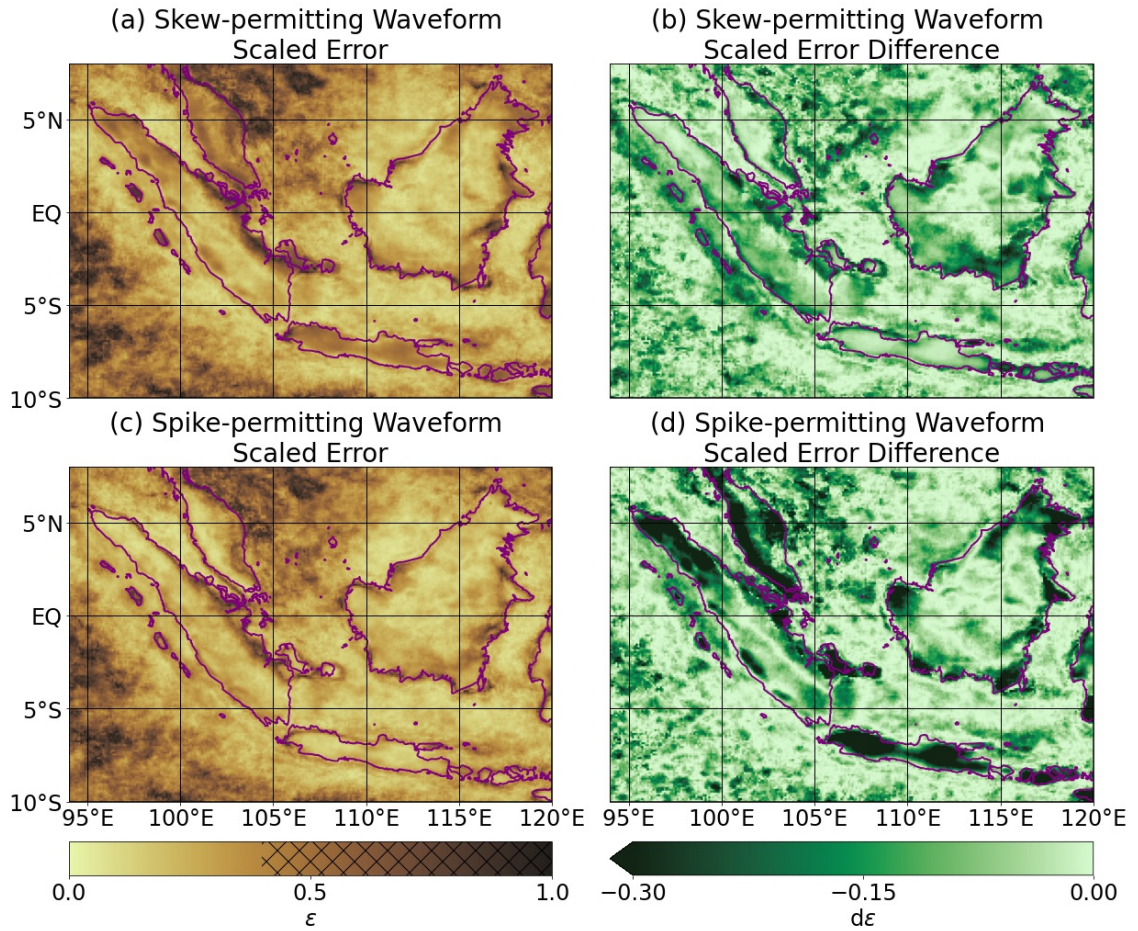 (a) Skew-permitting Waveform
Scaled Error
(b) Skew-permitting Waveform
Scaled Error Difference
5°N
EQ
5°S
10°S
(c) Spike-permitting Waveform
Scaled Error
(d) Spike-permitting Waveform
Scaled Error Difference
5°N
EQ
5°S
10°S
95°E 100°E 105°E 110°E 115°E 120°E
95°E 100°E 105°E 110°E 115°E 120°E
0.0 0.5 1.0
ε
−0.30 −0.15 0.00
dε